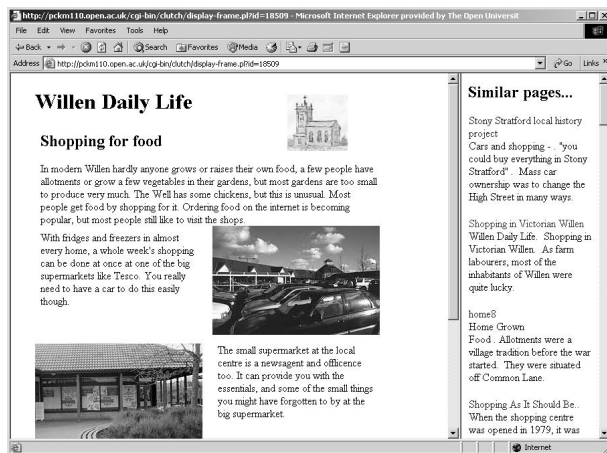 http://pckm110.open.ac.uk/cgi-bin/clutch/display-frame.pl?id=18509 - Microsoft Internet Explorer provided by The Open Universit
File Edit View Favorites Tools Help
Back Search Favorites Media
Address http://pckm110.open.ac.uk/cgi-bin/clutch/display-frame.pl?id=18509 Go Links
Willen Daily Life
Shopping for food
In modern Willen hardly anyone grows or raises their own food, a few people have
allotments or grow a few vegetables in their gardens, but most gardens are too small
to produce very much. The Well has some chickens, but this is unusual. Most
people get food by shopping for it. Ordering food on the internet is becoming
popular, but most people still like to visit the shops.
With fridges and freezers in almost
every home, a whole week's shopping
can be done at once at one of the big
supermarkets like Tesco. You really
need to have a car to do this easily
though.
The small supermarket at the local
centre is a newsagent and offlicence
too. It can provide you with the
essentials, and some of the small things
you might have forgotten to by at the
big supermarket.
Similar pages...
Stony Stratford local history
project
Cars and shopping - . "you
could buy everything in Stony
Stratford" . Mass car
ownership was to change the
High Street in many ways.
Shopping in Victorian Willen
Willen Daily Life. Shopping in
Victorian Willen. As farm
labourers, most of the
inhabitants of Willen were
quite lucky.
home8
Home Grown
Food . Allotments were a
village tradition before the war
started. They were situated
off Common Lane.
Shopping As It Should Be..
When the shopping centre
was opened in 1979, it was
Internet